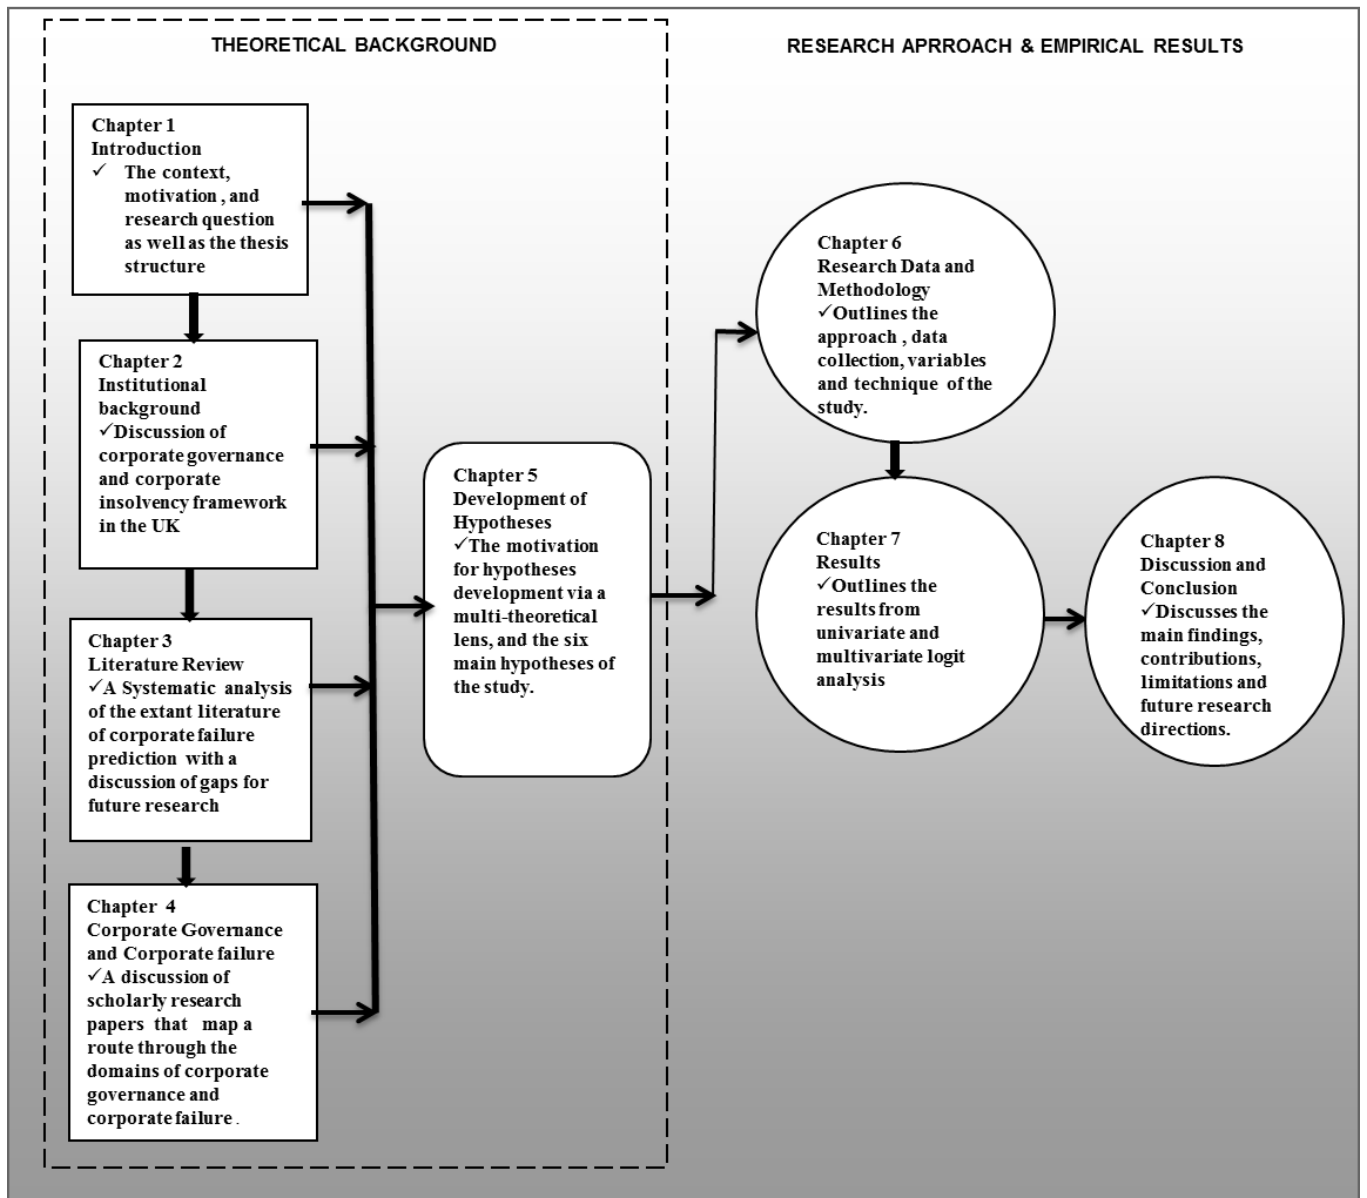 THEORETICAL BACKGROUND
RESEARCH APRROACH & EMPIRICAL RESULTS
Chapter 1
Introduction
✓ The context,
motivation , and
research question
as well as the thesis
structure
Chapter 2
Institutional
background
✓Discussion of
corporate governance
and corporate
insolvency framework
in the UK
Chapter 3
Literature Review
✓A Systematic analysis
of the extant literature
of corporate failure
prediction with a
discussion of gaps for
future research
Chapter 4
Corporate Governance
and Corporate failure
✓A discussion of
scholarly research
papers that map a
route through the
domains of corporate
governance and
corporate failure .
Chapter 5
Development of
Hypotheses
✓The motivation
for hypotheses
development via a
multi-theoretical
lens, and the six
main hypotheses of
the study.
Chapter 6
Research Data and
Methodology
✓Outlines the
approach , data
collection, variables
and technique of the
study.
Chapter 7
Results
✓Outlines the
results from
univariate and
multivariate logit
analysis
Chapter 8
Discussion and
Conclusion
✓Discusses the
main findings,
contributions,
limitations and
future research
directions.